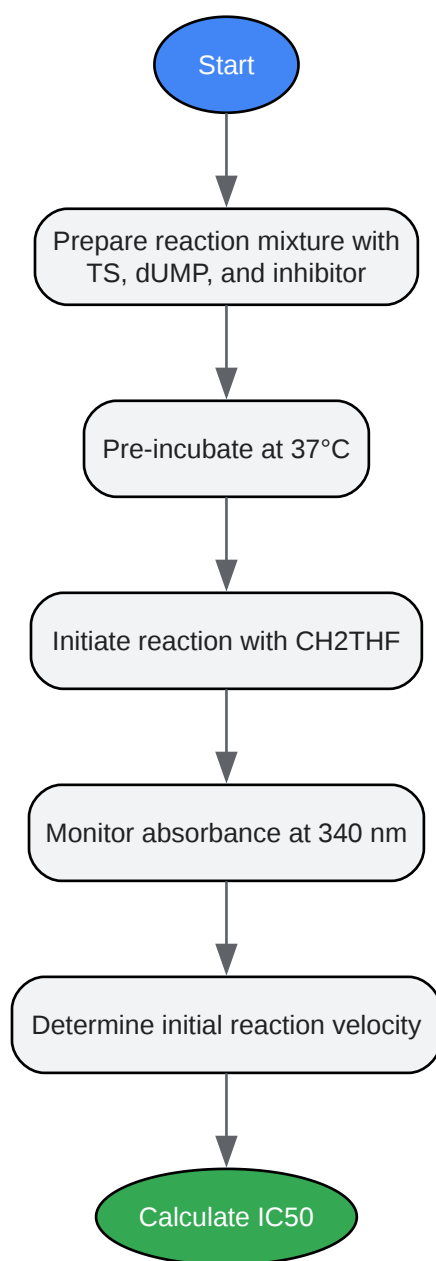 Start
Prepare reaction mixture with
TS, dUMP, and inhibitor
Pre-incubate at 37°C
Initiate reaction with CH2THF
Monitor absorbance at 340 nm
Determine initial reaction velocity
Calculate IC50